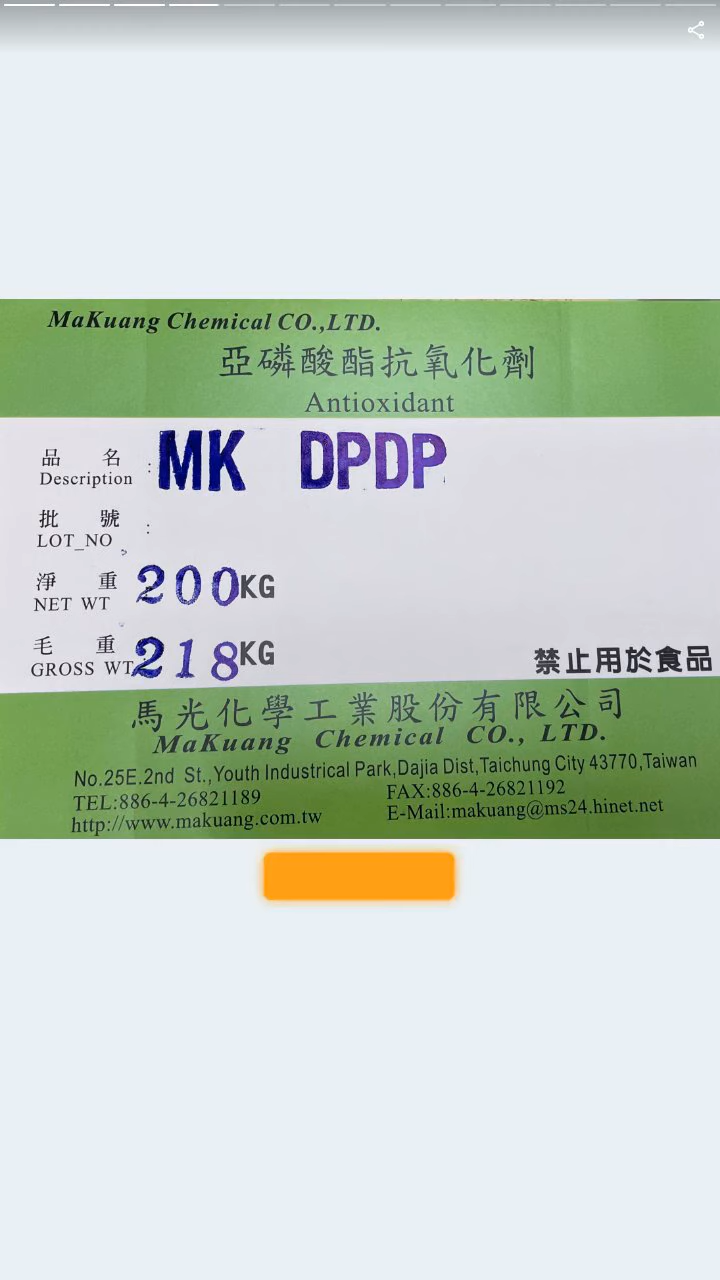 MaKuang Chemical CO.,LTD.
亞磷酸酯抗氧化劑
Antioxidant
品 名 : MK DPDP
Description
批 號 :
LOT_NO
淨 重 200KG
NET WT
毛 重 : 218KG
GROSS WT
禁止用於食品
馬光化學工業股份有限公司
MaKuang Chemical CO., LTD.
No.25E.2nd St.,Youth Industrical Park,Dajia Dist,Taichung City 43770,Taiwan
TEL:886-4-26821189 FAX:886-4-26821192
http://www.makuang.com.tw E-Mail:makuang@ms24.hinet.net